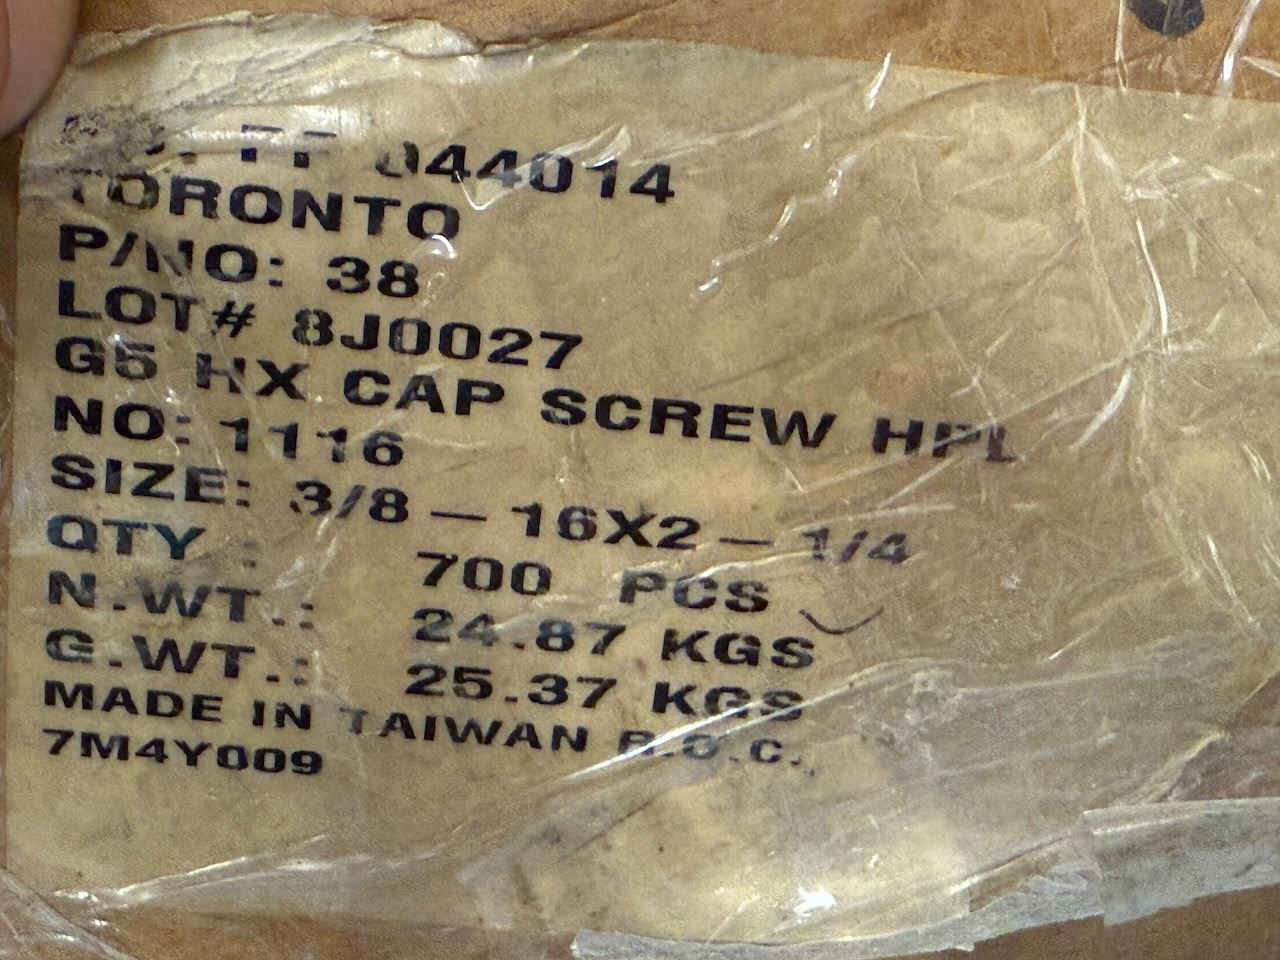 044014
TORONTO
P/NO: 38
LOT# 8J0027
G5 HX CAP SCREW HPL
NO: 1116
SIZE: 3/8 - 16X2 - 1/4
QTY : 700 PCS
N.WT.: 24.87 KGS
G.WT.: 25.37 KGS
MADE IN TAIWAN R.O.C.
7M4Y009